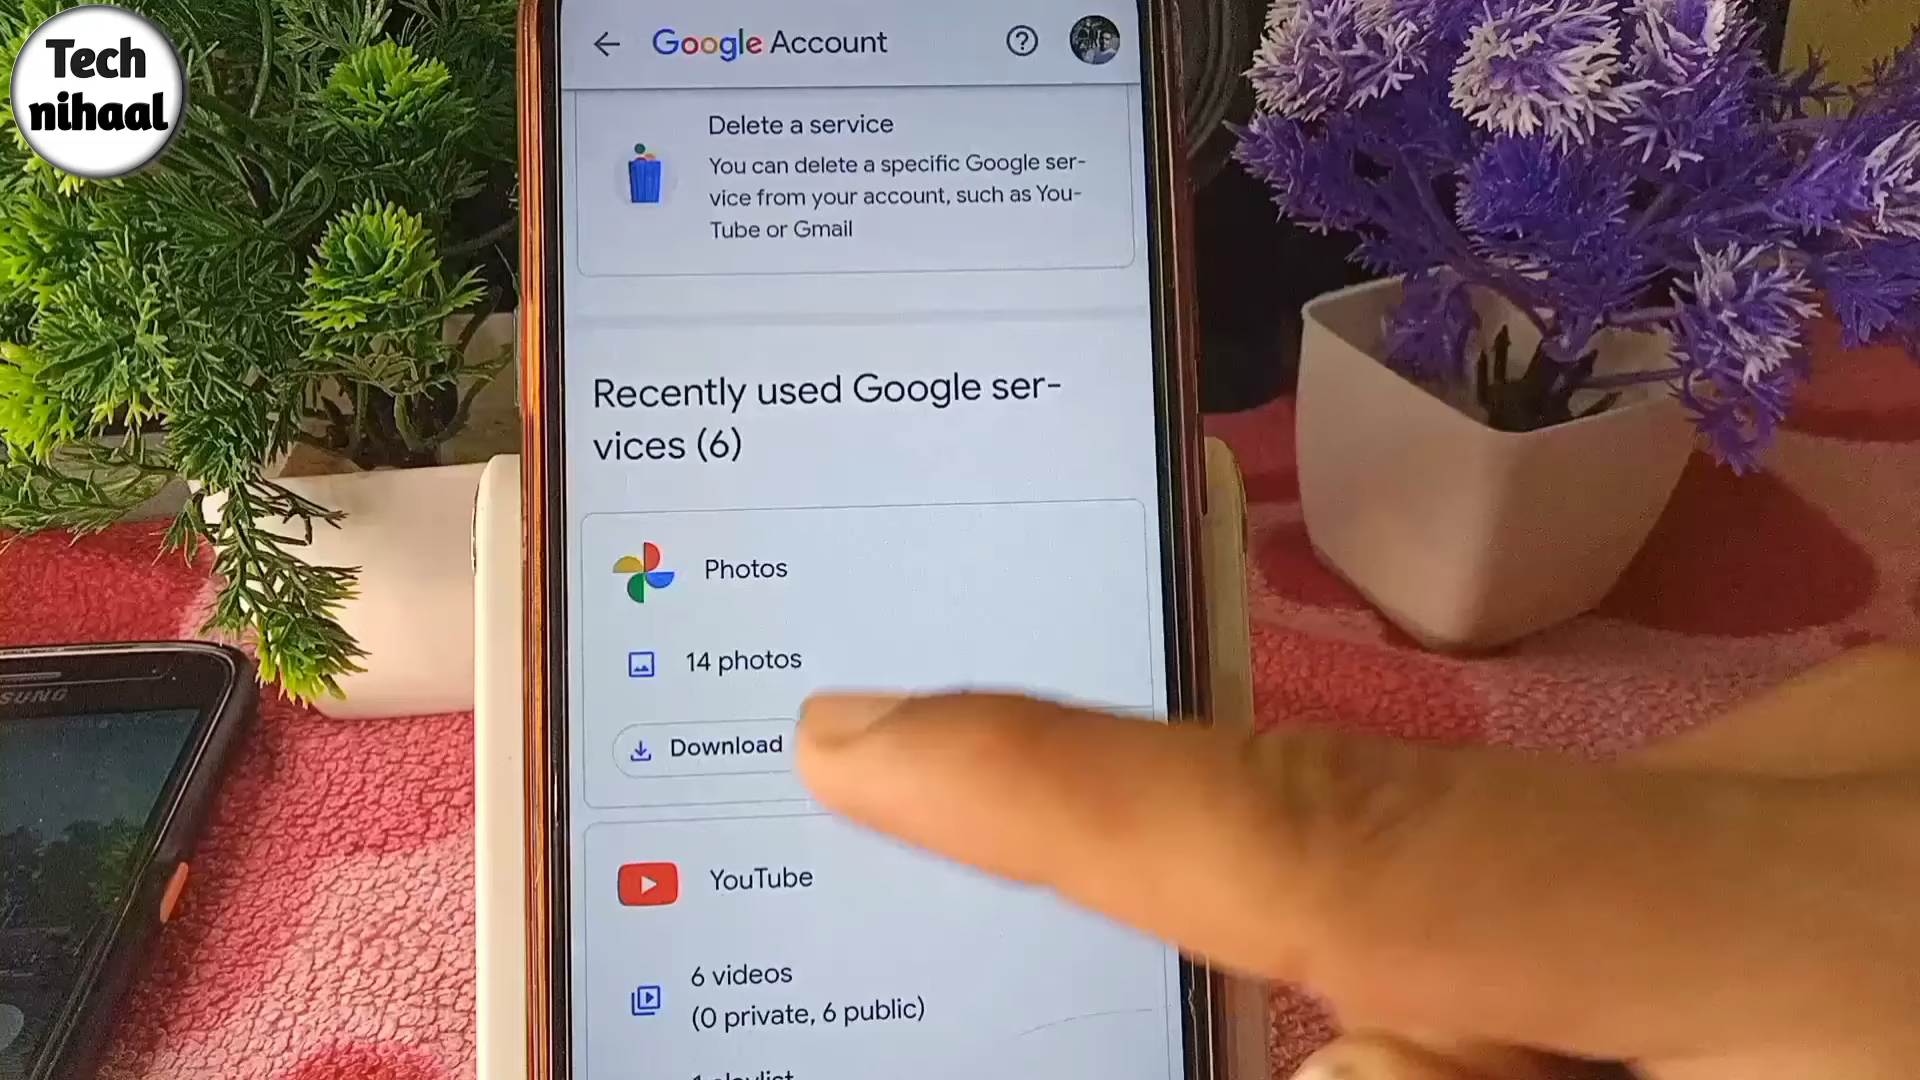 Tech
nihaal
Google Account
Delete a service
You can delete a specific Google ser-
vice from your account, such as You-
Tube or Gmail
Recently used Google ser-
vices (6)
Photos
14 photos
Download
YouTube
6 videos
(0 private, 6 public)